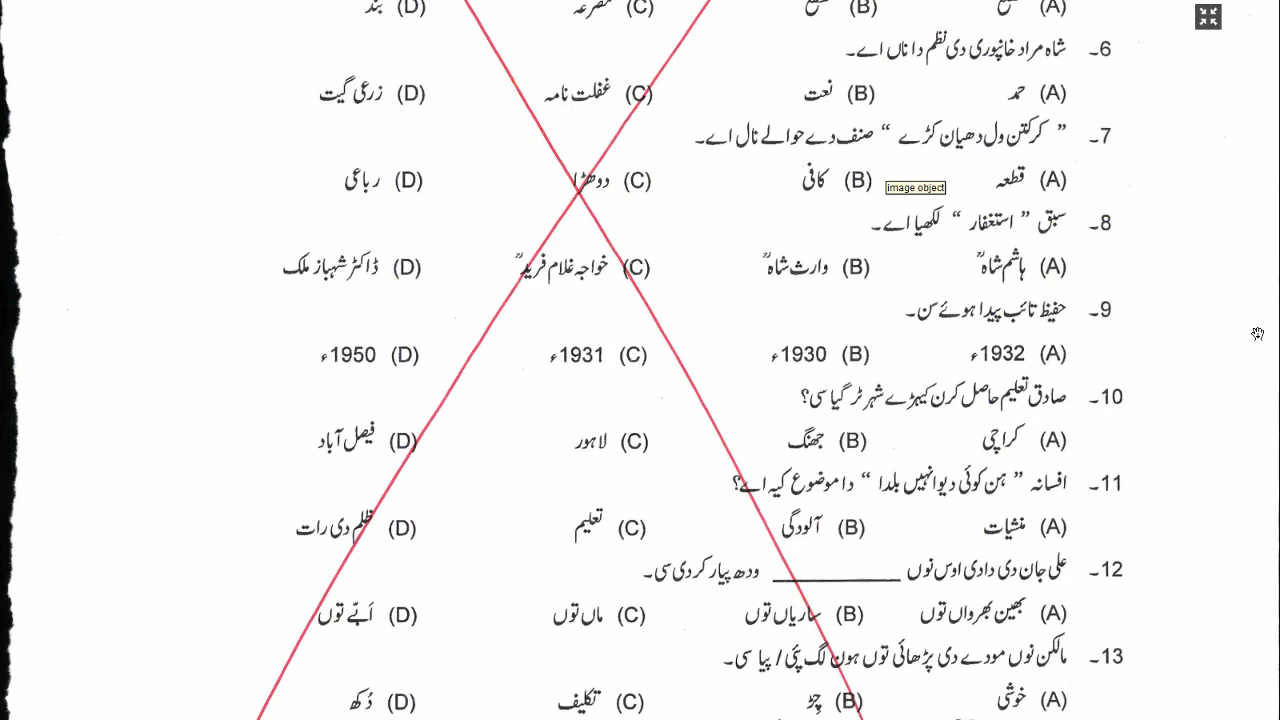 (A) (B) (C) مصرعہ (D) بند
6۔ شاہ مراد خانپوری دی نظم دا ناں اے۔
(A) حمد (B) نعت (C) غفلت نامہ (D) زرعی گیت
7۔ ” کر کتن ول دھیان کڑے “ صنف دے حوالے نال اے۔
(A) قطعہ (B) کافی (C) دوھڑا (D) رباعی
image object
8۔ سبق ” استغفار “ لکھیا اے۔
(A) ہاشم شاہؒ (B) وارث شاہؒ (C) خواجہ غلام فریدؒ (D) ڈاکٹر شہباز ملک
9۔ حفیظ تائب پیدا ہوئے سن۔
(A) 1932ء (B) 1930ء (C) 1931ء (D) 1950ء
10۔ صادق تعلیم حاصل کرن کیہڑے شہر ٹر گیا سی؟
(A) کراچی (B) جھنگ (C) لاہور (D) فیصل آباد
11۔ افسانہ ” ہن کوئی دیوا نہیں بلدا “ دا موضوع کیہ اے؟
(A) منشیات (B) آلودگی (C) تعلیم (D) ظلم دی رات
12۔ علی جان دی دادی اوس نوں __________ ودھ پیار کردی سی۔
(A) بھین بھرواں توں (B) ساریاں توں (C) ماں توں (D) اَبّے توں
13۔ مالکن نوں مودے دی پڑھائی توں ہون لگ پئی / پیا سی۔
(A) خوشی (B) چِڑ (C) تکلیف (D) دُکھ